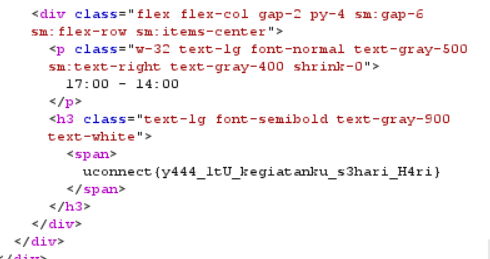 <div class="flex flex-col gap-2 py-4 sm:gap-6
sm:flex-row sm:items-center">
<p class="w-32 text-lg font-normal text-gray-500
sm:text-right text-gray-400 shrink-0">
17:00 - 14:00
</p>
<h3 class="text-lg font-semibold text-gray-900
text-white">
<span>
uconnect{y444_1tU_kegiatanku_s3hari_H4ri}
</span>
</h3>
</div>
</div>
</div>